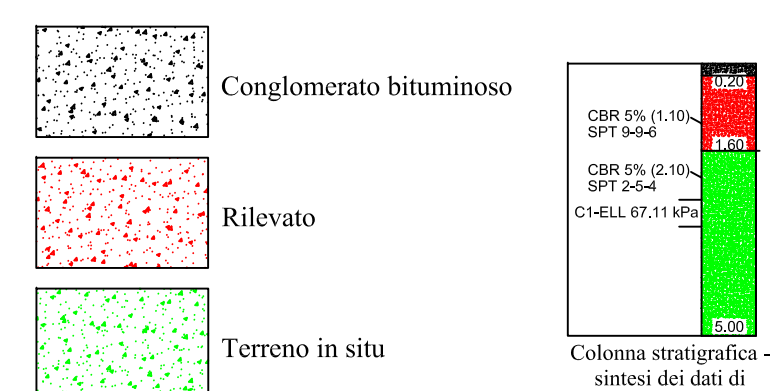 Conglomerato bituminoso
Rilevato
Terreno in situ
0.20
CBR 5% (1.10)
SPT 9-9-6
1.60
CBR 5% (2.10)
SPT 2-5-4
C1-ELL 67.11 kPa
5.00
Colonna stratigrafica -
sintesi dei dati di